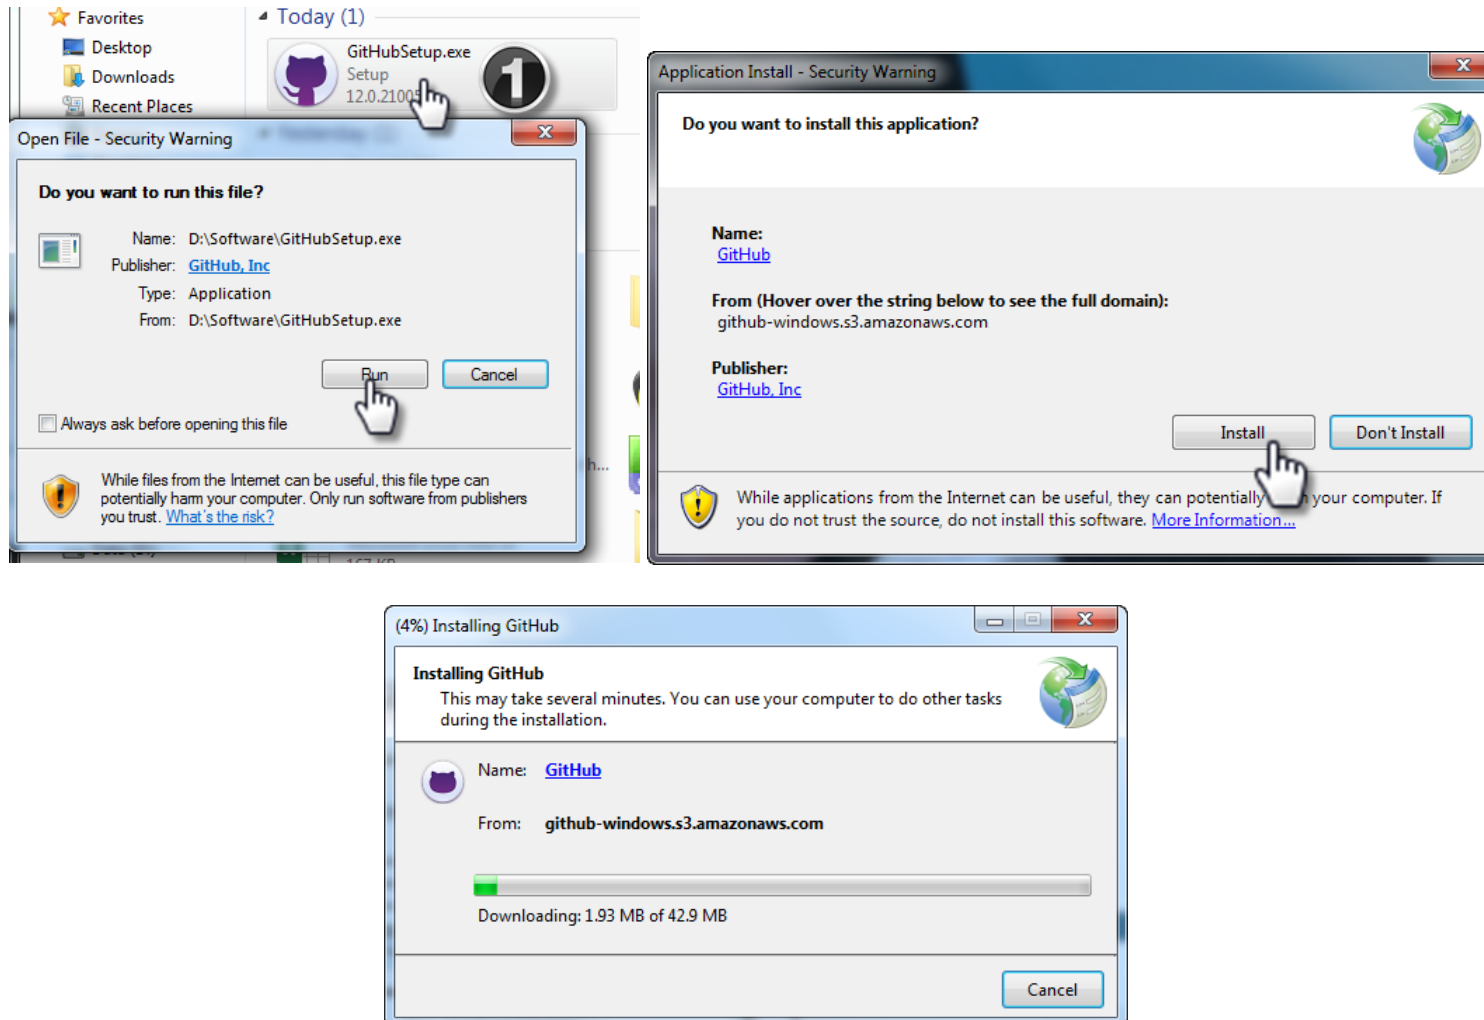 Favorites
Desktop
Downloads
Recent Places
Today (1)
GitHubSetup.exe
Setup
12.0.21005
1
Yesterday (1)
Open File - Security Warning
Do you want to run this file?
Name: D:\Software\GitHubSetup.exe
Publisher: GitHub, Inc
Type: Application
From: D:\Software\GitHubSetup.exe
Run Cancel
Always ask before opening this file
While files from the Internet can be useful, this file type can
potentially harm your computer. Only run software from publishers
you trust. What's the risk?
h...
167 KB
Application Install - Security Warning
Do you want to install this application?
Name:
GitHub
From (Hover over the string below to see the full domain):
github-windows.s3.amazonaws.com
Publisher:
GitHub, Inc
Install Don't Install
While applications from the Internet can be useful, they can potentially your computer. If
you do not trust the source, do not install this software. More Information...
(4%) Installing GitHub
Installing GitHub
This may take several minutes. You can use your computer to do other tasks
during the installation.
Name: GitHub
From: github-windows.s3.amazonaws.com
Downloading: 1.93 MB of 42.9 MB
Cancel